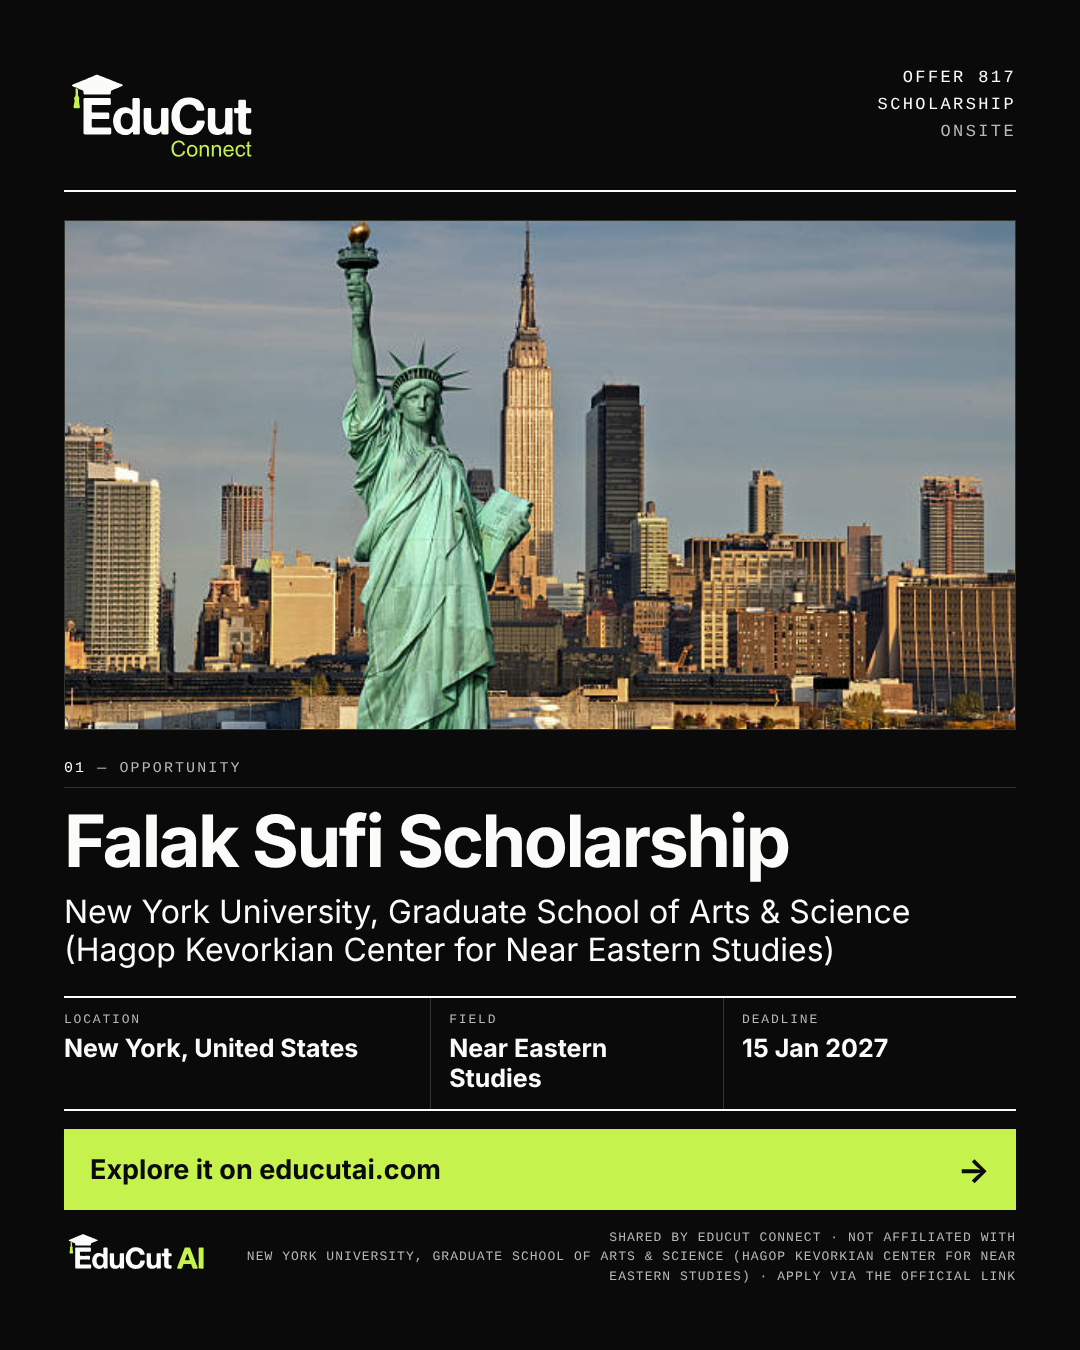 EduCut
Connect
OFFER 817
SCHOLARSHIP
ONSITE
01 — OPPORTUNITY
Falak Sufi Scholarship
New York University, Graduate School of Arts & Science
(Hagop Kevorkian Center for Near Eastern Studies)
LOCATION
New York, United States
FIELD
Near Eastern
Studies
DEADLINE
15 Jan 2027
Explore it on educutai.com →
EduCut AI
SHARED BY EDUCUT CONNECT · NOT AFFILIATED WITH
NEW YORK UNIVERSITY, GRADUATE SCHOOL OF ARTS & SCIENCE (HAGOP KEVORKIAN CENTER FOR NEAR
EASTERN STUDIES) · APPLY VIA THE OFFICIAL LINK